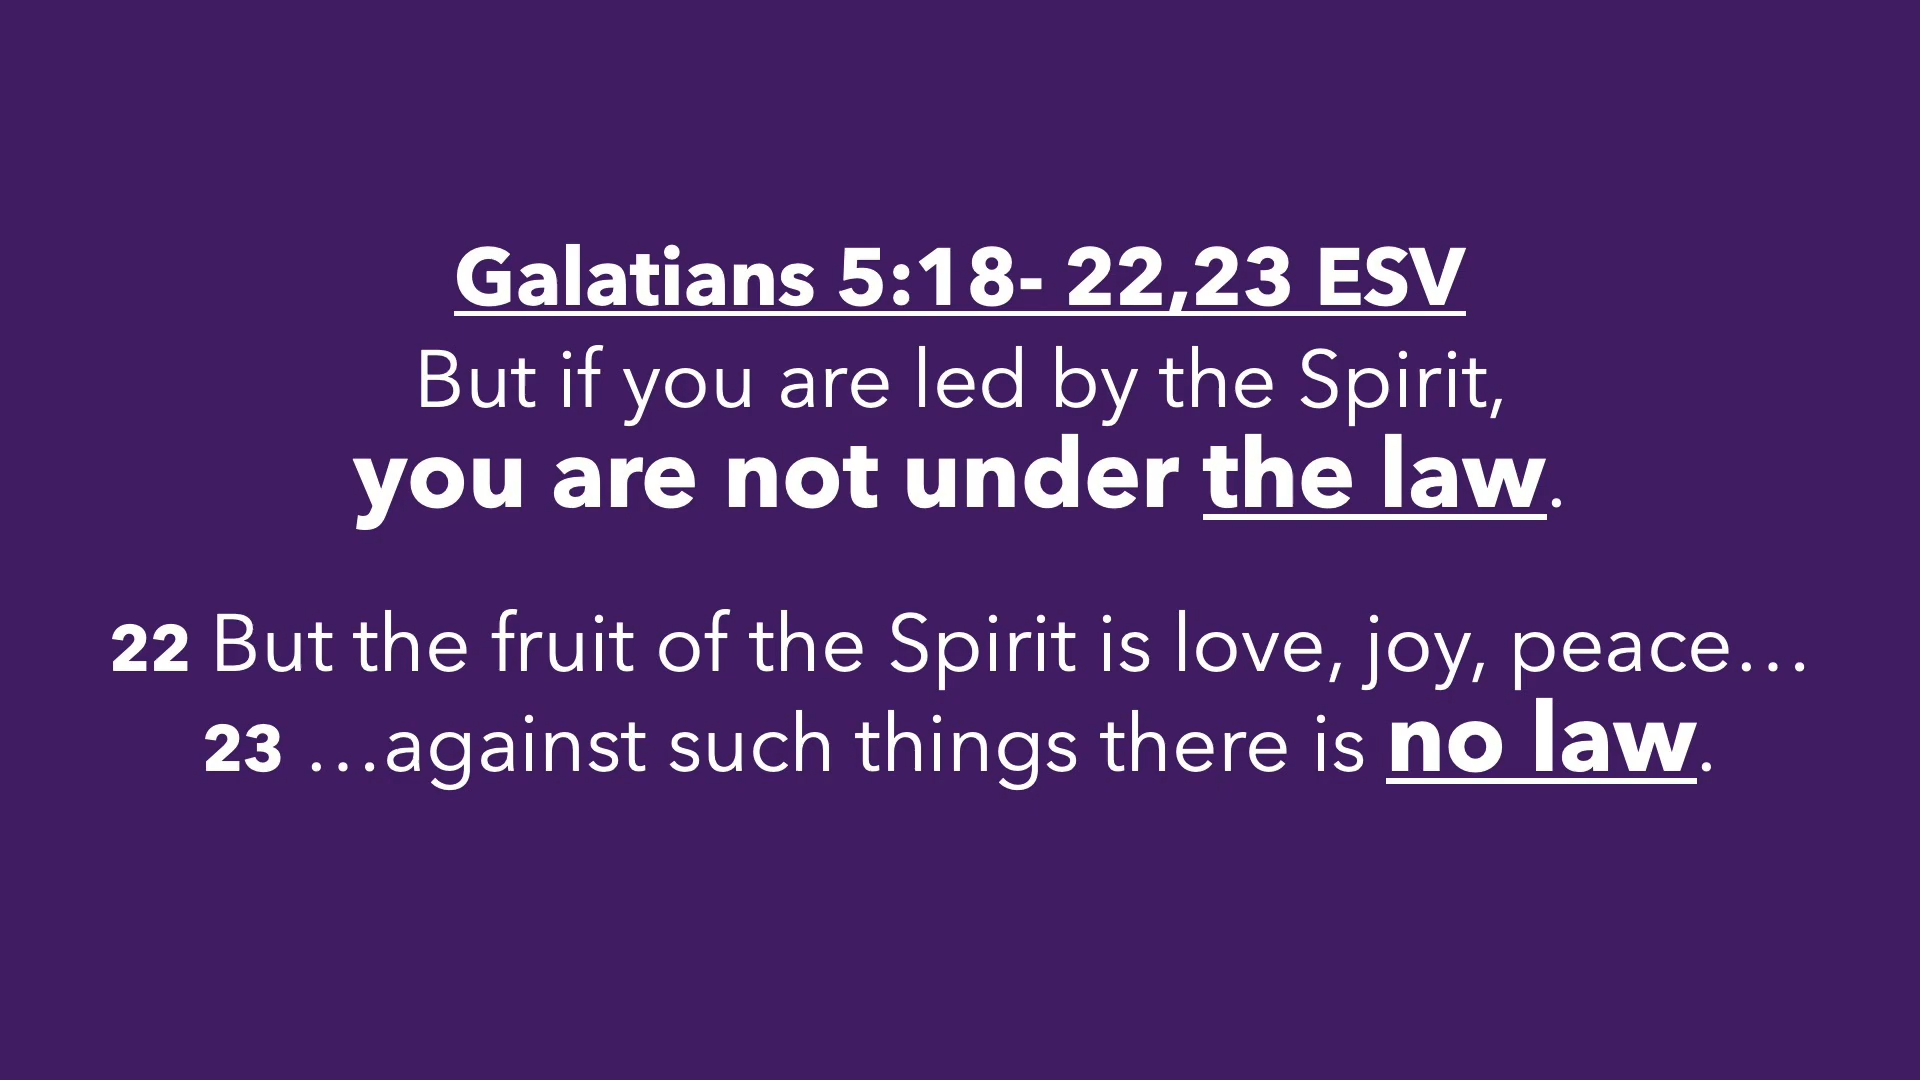 Galatians 5:18- 22,23 ESV
But if you are led by the Spirit,
you are not under the law.
22 But the fruit of the Spirit is love, joy, peace…
23 …against such things there is no law.